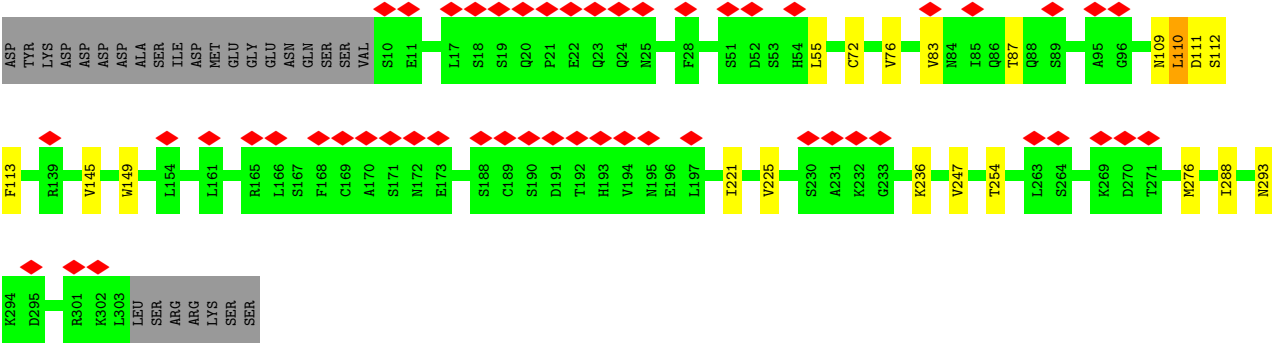 ASP TYR LYS ASP ASP ASP ASP ALA SER ILE ASP MET GLU GLY GLU ASN GLN SER SER VAL S10 E11 L17 S18 S19 Q20 P21 E22 Q23 Q24 N25 F28 S51 D52 S53 H54 L55 C72 V76 V83 N84 I85 Q86 T87 Q88 S89 A95 G96 N109 L110 D111 S112
F113 R139 V145 W149 L154 L161 R165 L166 S167 F168 C169 A170 S171 N172 E173 S188 C189 S190 D191 T192 H193 V194 N195 E196 L197 I221 V225 S230 A231 K232 G233 K236 V247 T254 L263 S264 K269 D270 T271 M276 I288 N293
K294 D295 R301 K302 L303 LEU SER ARG ARG LYS SER SER